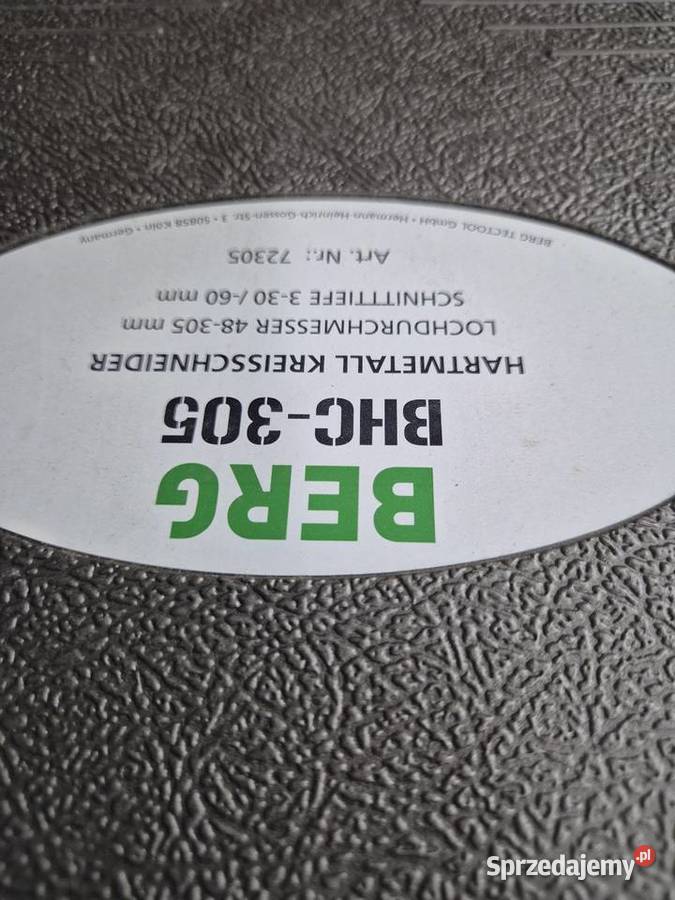 BERG
BHC-305
HARTMETALL KREISSCHNEIDER
LOCHDURCHMESSER 48-305 mm
SCHNITTTIEFE 3-30 /-60 mm
Art. Nr.: 72305
BERG TECTOOL GmbH • Hermann-Heinrich-Gossen-Str. 3 • 50858 Köln • Germany
Sprzedajemy.pl